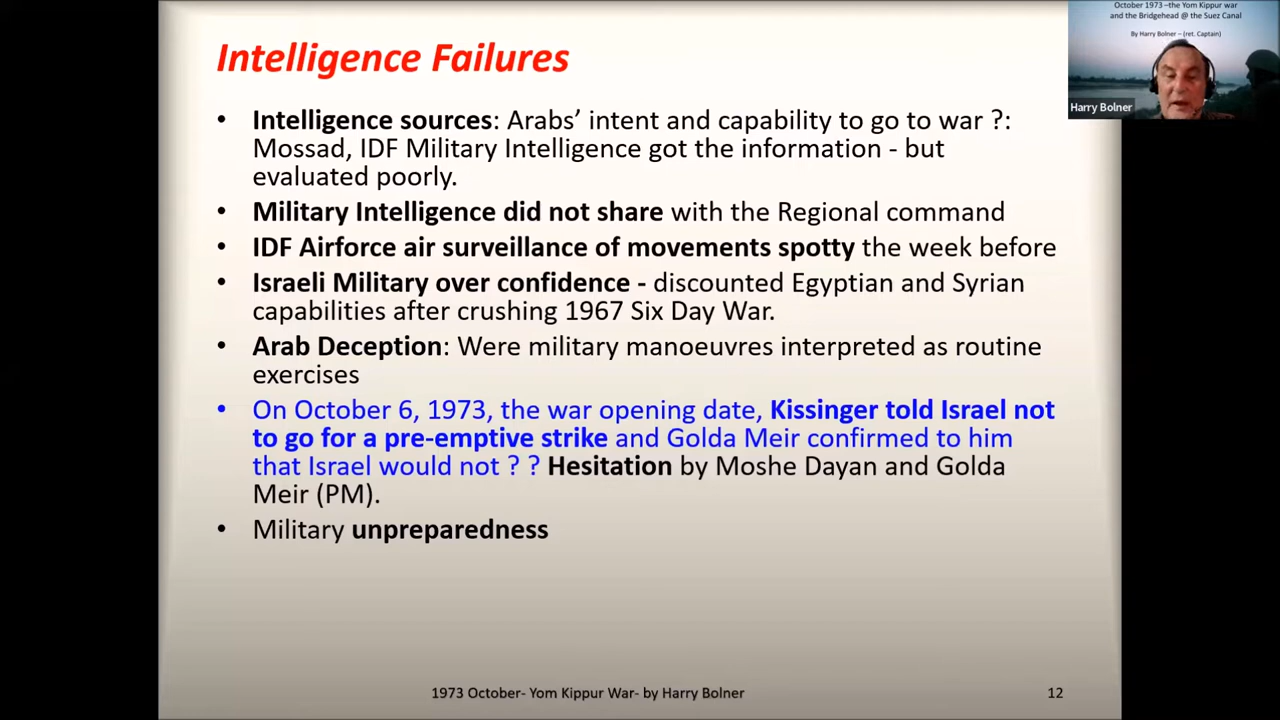 Intelligence Failures
• Intelligence sources: Arabs' intent and capability to go to war ?:
Mossad, IDF Military Intelligence got the information - but
evaluated poorly.
• Military Intelligence did not share with the Regional command
• IDF Airforce air surveillance of movements spotty the week before
• Israeli Military over confidence - discounted Egyptian and Syrian
capabilities after crushing 1967 Six Day War.
• Arab Deception: Were military manoeuvres interpreted as routine
exercises
• On October 6, 1973, the war opening date, Kissinger told Israel not
to go for a pre-emptive strike and Golda Meir confirmed to him
that Israel would not ? ? Hesitation by Moshe Dayan and Golda
Meir (PM).
• Military unpreparedness
1973 October- Yom Kippur War- by Harry Bolner
12
October 1973 –the Yom Kippur war
and the Bridgehead @ the Suez Canal
By Harry Bolner – (ret. Captain)
Harry Bolner